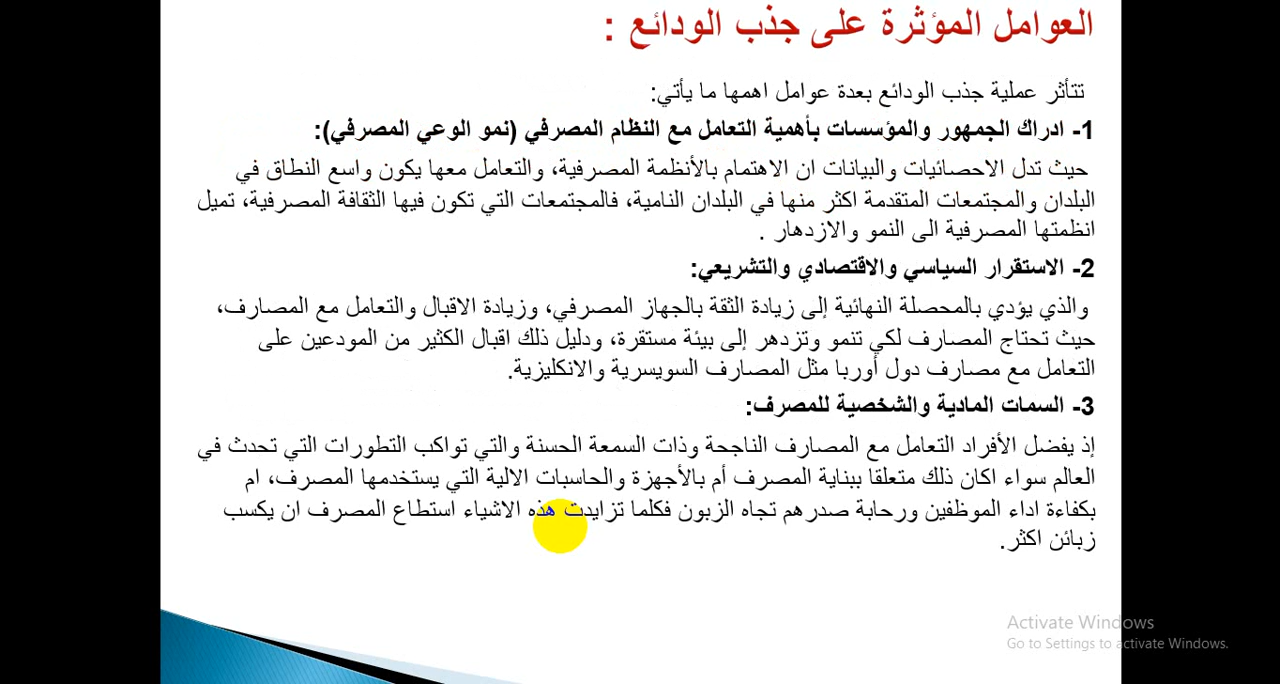 العوامل المؤثرة على جذب الودائع :
تتأثر عملية جذب الودائع بعدة عوامل اهمها ما يأتي:
1- ادراك الجمهور والمؤسسات بأهمية التعامل مع النظام المصرفي (نمو الوعي المصرفي):
حيث تدل الاحصائيات والبيانات ان الاهتمام بالأنظمة المصرفية، والتعامل معها يكون واسع النطاق في
البلدان والمجتمعات المتقدمة اكثر منها في البلدان النامية، فالمجتمعات التي تكون فيها الثقافة المصرفية، تميل
انظمتها المصرفية الى النمو والازدهار .
2- الاستقرار السياسي والاقتصادي والتشريعي:
والذي يؤدي بالمحصلة النهائية إلى زيادة الثقة بالجهاز المصرفي، وزيادة الاقبال والتعامل مع المصارف،
حيث تحتاج المصارف لكي تنمو وتزدهر إلى بيئة مستقرة، ودليل ذلك اقبال الكثير من المودعين على
التعامل مع مصارف دول أوربا مثل المصارف السويسرية والانكليزية.
3- السمات المادية والشخصية للمصرف:
إذ يفضل الأفراد التعامل مع المصارف الناجحة وذات السمعة الحسنة والتي تواكب التطورات التي تحدث في
العالم سواء اكان ذلك متعلقا ببناية المصرف أم بالأجهزة والحاسبات الالية التي يستخدمها المصرف، ام
بكفاءة اداء الموظفين ورحابة صدرهم تجاه الزبون فكلما تزايدت هذه الاشياء استطاع المصرف ان يكسب
زبائن اكثر.
Activate Windows
Go to Settings to activate Windows.